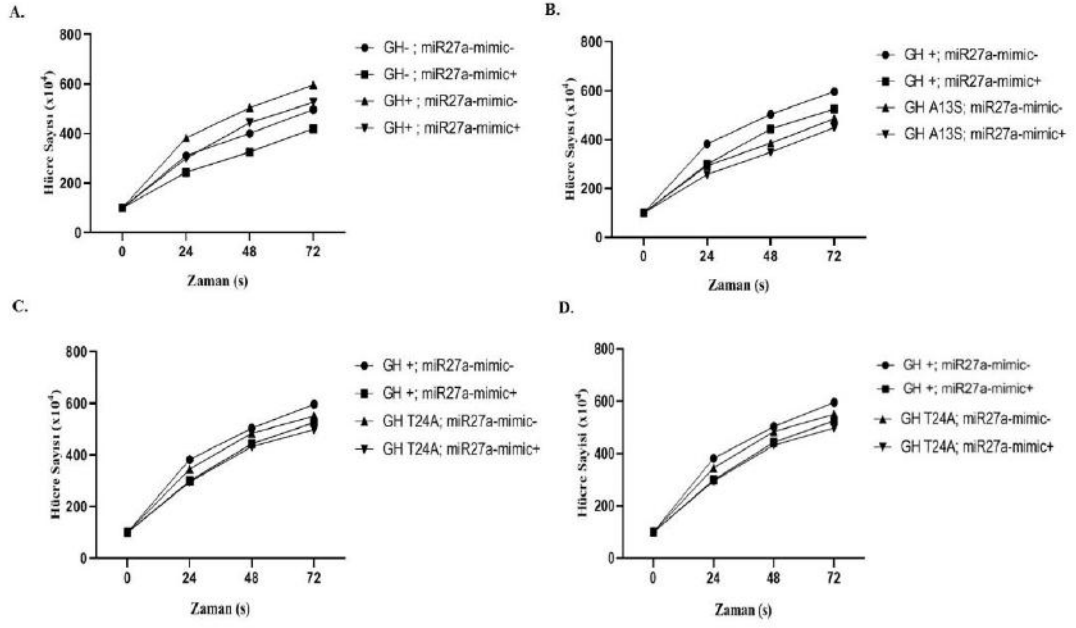 A.
Hücre Sayısı (x10⁴)
800
600
400
200
0
0 24 48 72
Zaman (s)
GH- ; miR27a-mimic-
GH- ; miR27a-mimic+
GH+ ; miR27a-mimic-
GH+ ; miR27a-mimic+
B.
Hücre Sayısı (x10⁴)
800
600
400
200
0
0 24 48 72
Zaman (s)
GH +; miR27a-mimic-
GH +; miR27a-mimic+
GH A13S; miR27a-mimic-
GH A13S; miR27a-mimic+
C.
Hücre Sayısı (x10⁴)
800
600
400
200
0
0 24 48 72
Zaman (s)
GH +; miR27a-mimic-
GH +; miR27a-mimic+
GH T24A; miR27a-mimic-
GH T24A; miR27a-mimic+
D.
Hücre Sayisi (x10⁴)
800
600
400
200
0
0 24 48 72
Zaman (s)
GH +; miR27a-mimic-
GH +; miR27a-mimic+
GH T24A; miR27a-mimic-
GH T24A; miR27a-mimic+